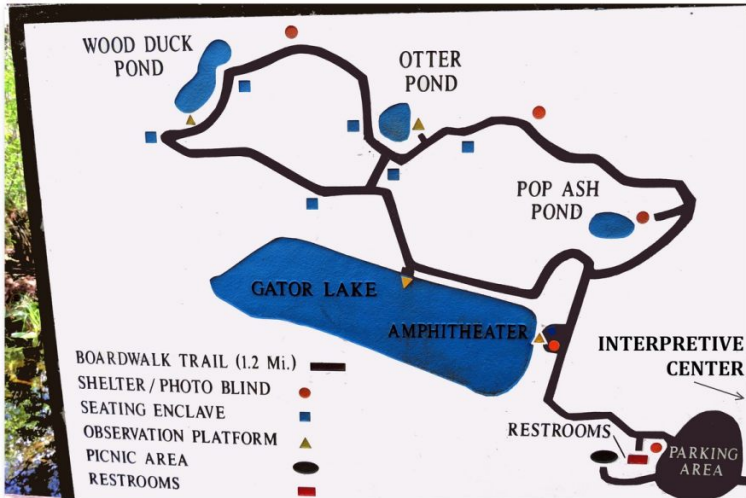 WOOD DUCK
POND
OTTER
POND
POP ASH
POND
GATOR LAKE
AMPHITHEATER
INTERPRETIVE
CENTER
BOARDWALK TRAIL (1.2 Mi.)
SHELTER / PHOTO BLIND
SEATING ENCLAVE
OBSERVATION PLATFORM
PICNIC AREA
RESTROOMS
RESTROOMS
PARKING
AREA